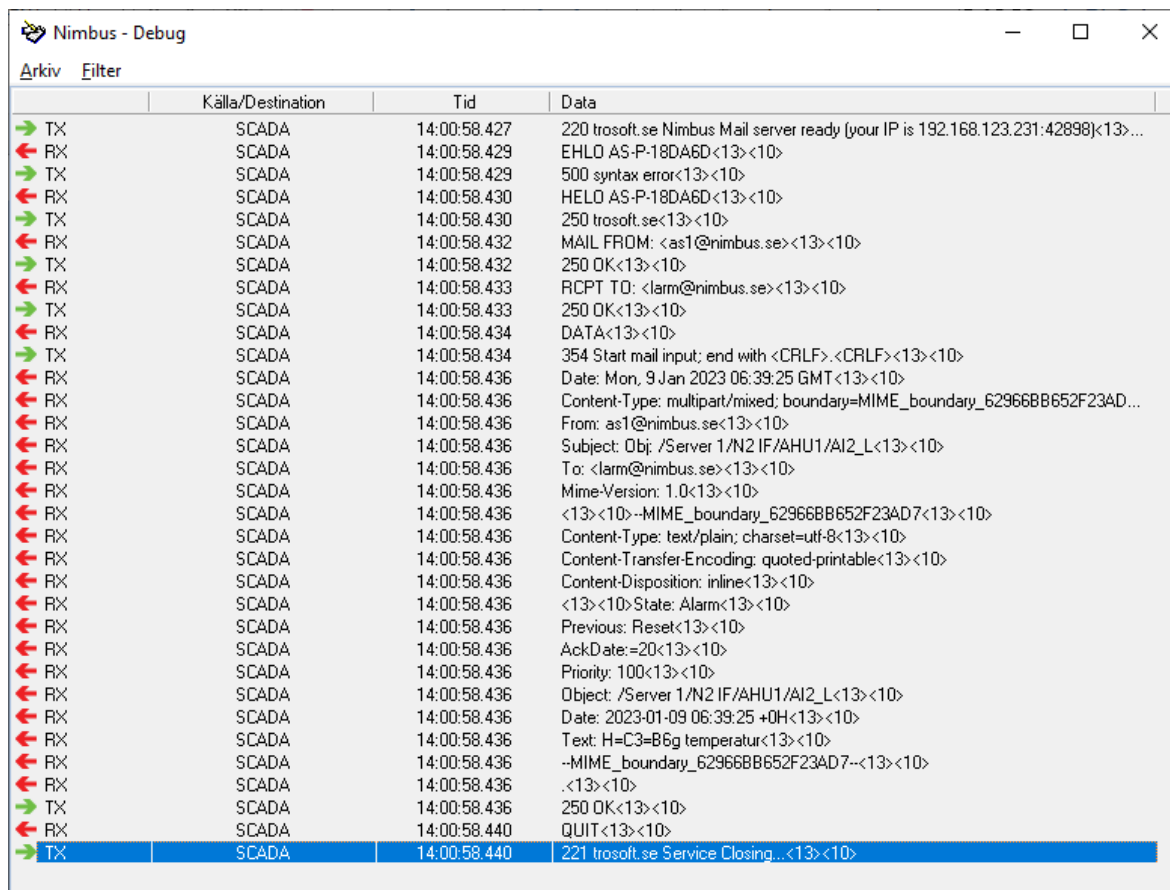 Nimbus - Debug
Arkiv Filter
Källa/Destination Tid Data
TX SCADA 14:00:58.427 220 trosoft.se Nimbus Mail server ready (your IP is 192.168.123.231:42898)<13>...
RX SCADA 14:00:58.429 EHLO AS-P-18DA6D<13><10>
TX SCADA 14:00:58.429 500 syntax error<13><10>
RX SCADA 14:00:58.430 HELO AS-P-18DA6D<13><10>
TX SCADA 14:00:58.430 250 trosoft.se<13><10>
RX SCADA 14:00:58.432 MAIL FROM: <as1@nimbus.se><13><10>
TX SCADA 14:00:58.432 250 OK<13><10>
RX SCADA 14:00:58.433 RCPT TO: <larm@nimbus.se><13><10>
TX SCADA 14:00:58.433 250 OK<13><10>
RX SCADA 14:00:58.434 DATA<13><10>
TX SCADA 14:00:58.434 354 Start mail input; end with <CRLF>.<CRLF><13><10>
RX SCADA 14:00:58.436 Date: Mon, 9 Jan 2023 06:39:25 GMT<13><10>
RX SCADA 14:00:58.436 Content-Type: multipart/mixed; boundary=MIME_boundary_62966BB652F23AD...
RX SCADA 14:00:58.436 From: as1@nimbus.se<13><10>
RX SCADA 14:00:58.436 Subject: Obj: /Server 1/N2 IF/AHU1/AI2_L<13><10>
RX SCADA 14:00:58.436 To: <larm@nimbus.se><13><10>
RX SCADA 14:00:58.436 Mime-Version: 1.0<13><10>
RX SCADA 14:00:58.436 <13><10>--MIME_boundary_62966BB652F23AD7<13><10>
RX SCADA 14:00:58.436 Content-Type: text/plain; charset=utf-8<13><10>
RX SCADA 14:00:58.436 Content-Transfer-Encoding: quoted-printable<13><10>
RX SCADA 14:00:58.436 Content-Disposition: inline<13><10>
RX SCADA 14:00:58.436 <13><10>State: Alarm<13><10>
RX SCADA 14:00:58.436 Previous: Reset<13><10>
RX SCADA 14:00:58.436 AckDate:=20<13><10>
RX SCADA 14:00:58.436 Priority: 100<13><10>
RX SCADA 14:00:58.436 Object: /Server 1/N2 IF/AHU1/AI2_L<13><10>
RX SCADA 14:00:58.436 Date: 2023-01-09 06:39:25 +0H<13><10>
RX SCADA 14:00:58.436 Text: H=C3=B6g temperatur<13><10>
RX SCADA 14:00:58.436 --MIME_boundary_62966BB652F23AD7--<13><10>
RX SCADA 14:00:58.436 .<13><10>
TX SCADA 14:00:58.436 250 OK<13><10>
RX SCADA 14:00:58.440 QUIT<13><10>
TX SCADA 14:00:58.440 221 trosoft.se Service Closing...<13><10>